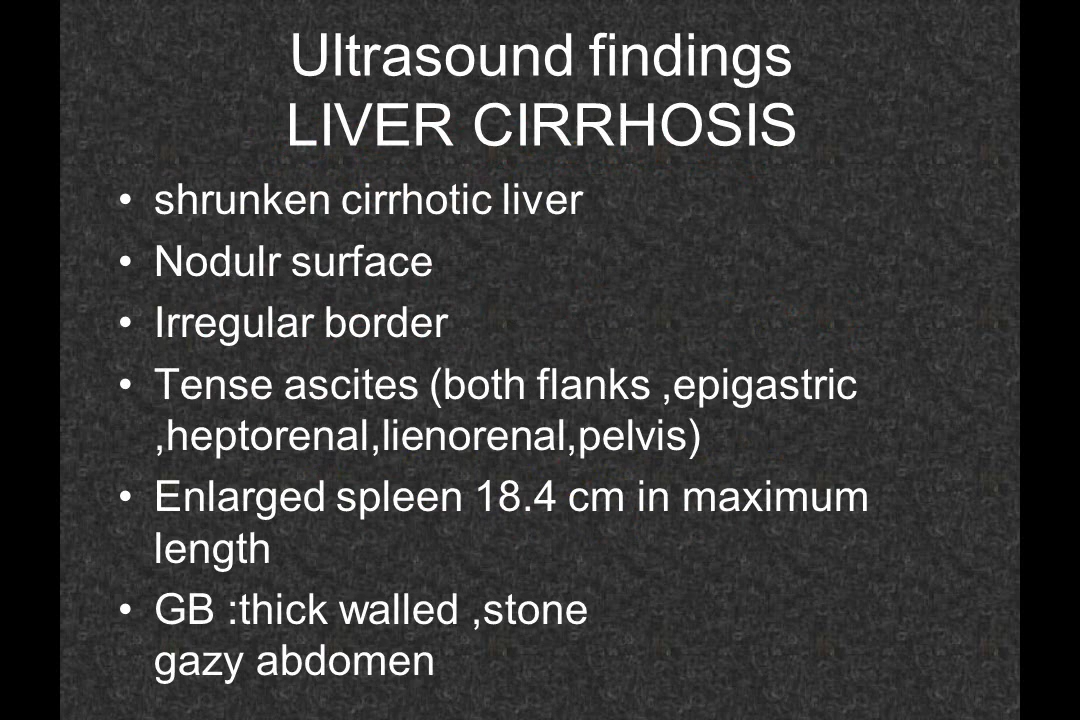 Ultrasound findings
LIVER CIRRHOSIS
• shrunken cirrhotic liver
• Nodulr surface
• Irregular border
• Tense ascites (both flanks ,epigastric
,heptorenal,lienorenal,pelvis)
• Enlarged spleen 18.4 cm in maximum
length
• GB :thick walled ,stone
gazy abdomen